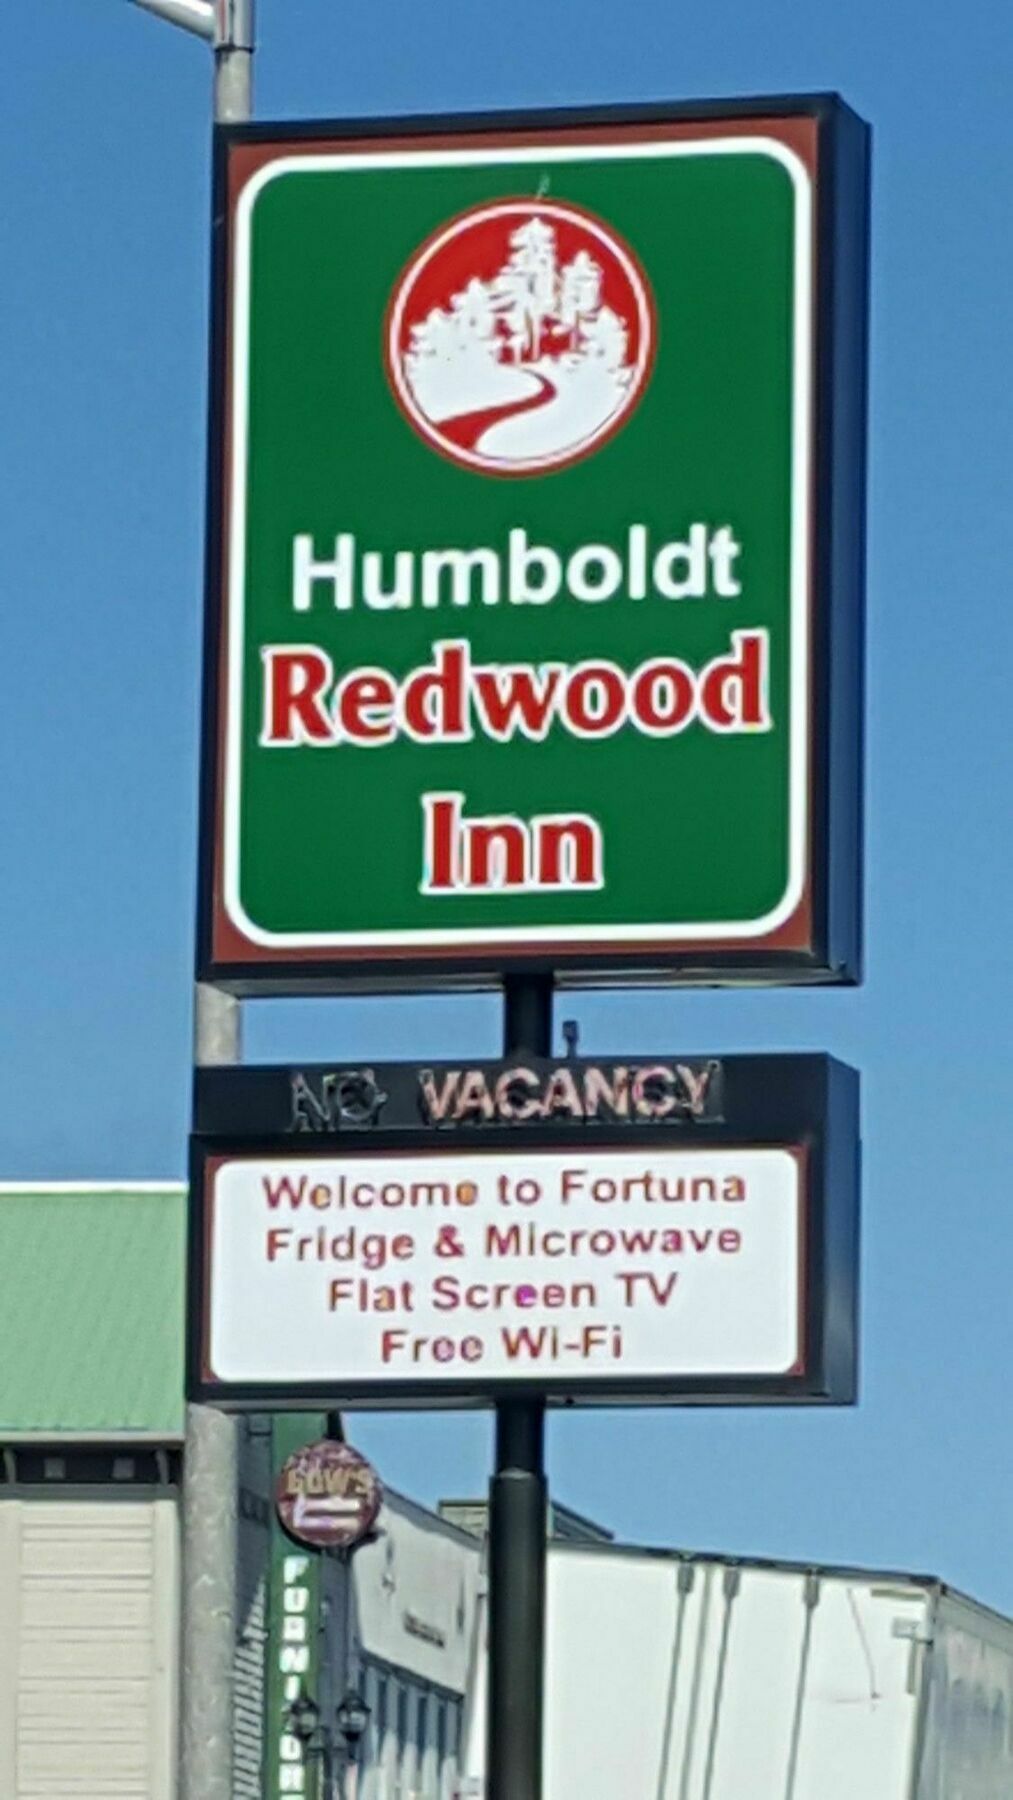 Humboldt
Redwood
Inn
NO VACANCY
Welcome to Fortuna
Fridge & Microwave
Flat Screen TV
Free Wi-Fi